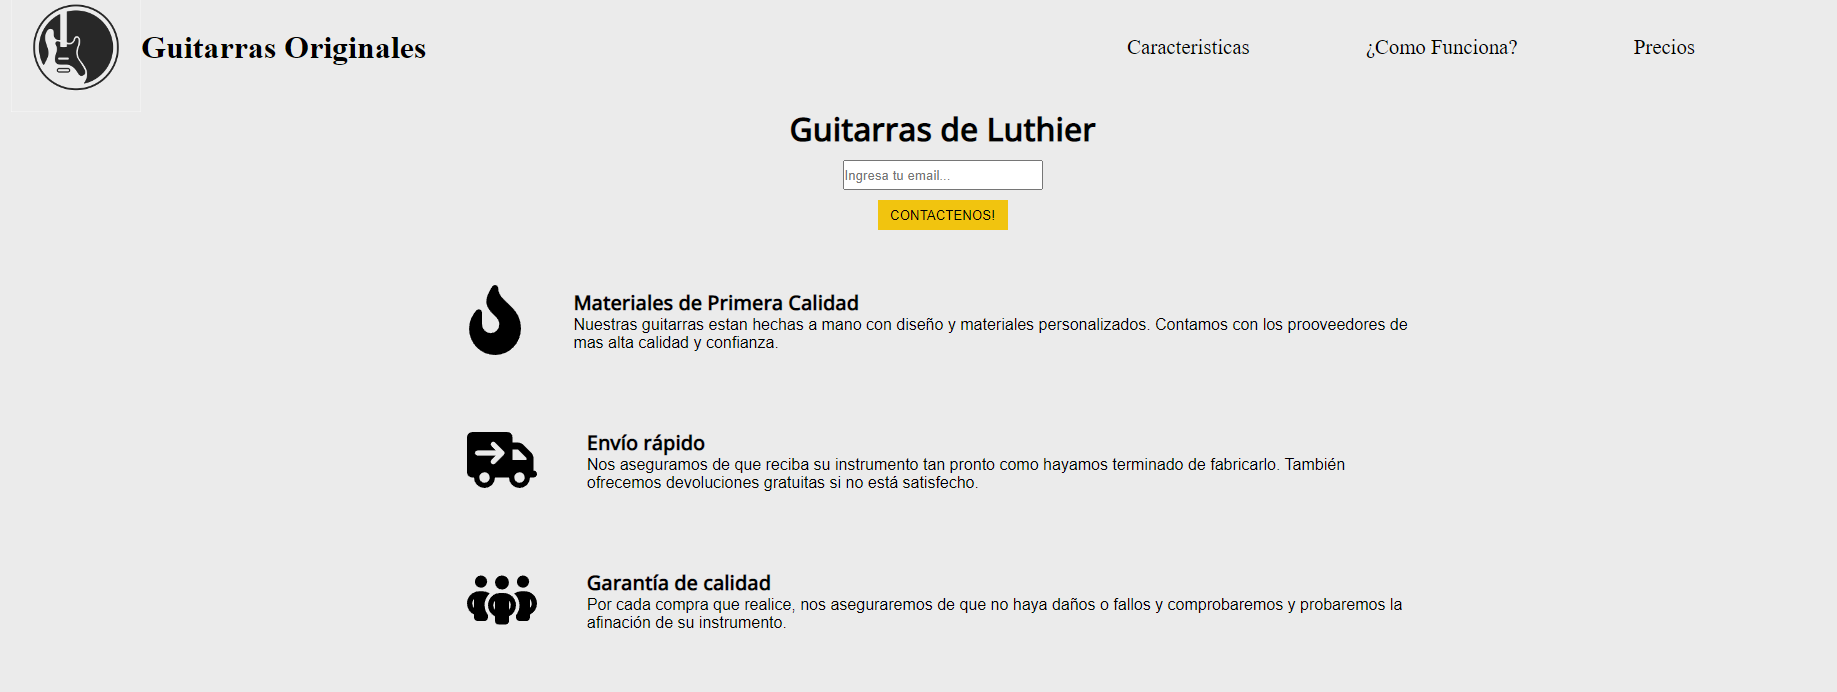 Guitarras Originales
Caracteristicas
¿Como Funciona?
Precios
Guitarras de Luthier
Ingresa tu email...
CONTACTENOS!
Materiales de Primera Calidad
Nuestras guitarras estan hechas a mano con diseño y materiales personalizados. Contamos con los prooveedores de
mas alta calidad y confianza.
Envío rápido
Nos aseguramos de que reciba su instrumento tan pronto como hayamos terminado de fabricarlo. También
ofrecemos devoluciones gratuitas si no está satisfecho.
Garantía de calidad
Por cada compra que realice, nos aseguraremos de que no haya daños o fallos y comprobaremos y probaremos la
afinación de su instrumento.